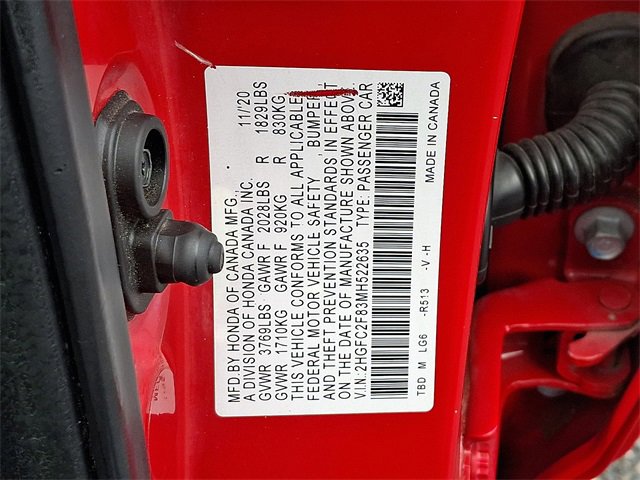 MFD.BY HONDA OF CANADA MFG., 11/20
A DIVISION OF HONDA CANADA INC.
GVWR 3769LBS GAWR F 2028LBS R 1829LBS
GVWR 1710KG GAWR F 920KG R 830KG
THIS VEHICLE CONFORMS TO ALL APPLICABLE
FEDERAL MOTOR VEHICLE SAFETY BUMPER
AND THEFT PREVENTION STANDARDS IN EFFECT
ON THE DATE OF MANUFACTURE SHOWN ABOVE.
V.I.N.:2HGFC2F83MH522635 TYPE:PASSENGER CAR
TBD M LG6 -R513 -V-H MADE IN CANADA